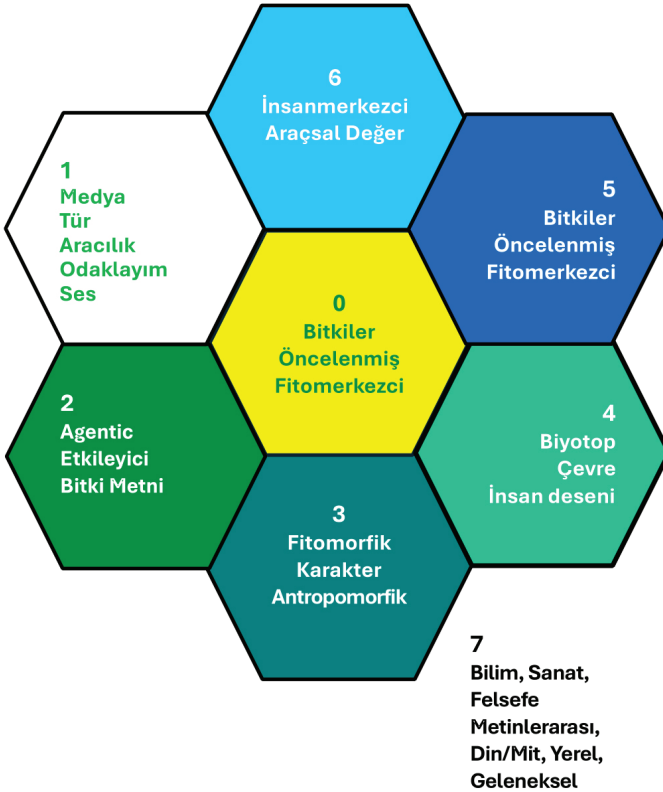 6
İnsanmerkezci
Araçsal Değer
1
Medya
Tür
Aracılık
Odaklayım
Ses
5
Bitkiler
Öncelenmiş
Fitomerkezci
0
Bitkiler
Öncelenmiş
Fitomerkezci
2
Agentic
Etkileyici
Bitki Metni
4
Biyotop
Çevre
İnsan deseni
3
Fitomorfik
Karakter
Antropomorfik
7
Bilim, Sanat,
Felsefe
Metinlerarası,
Din/Mit, Yerel,
Geleneksel